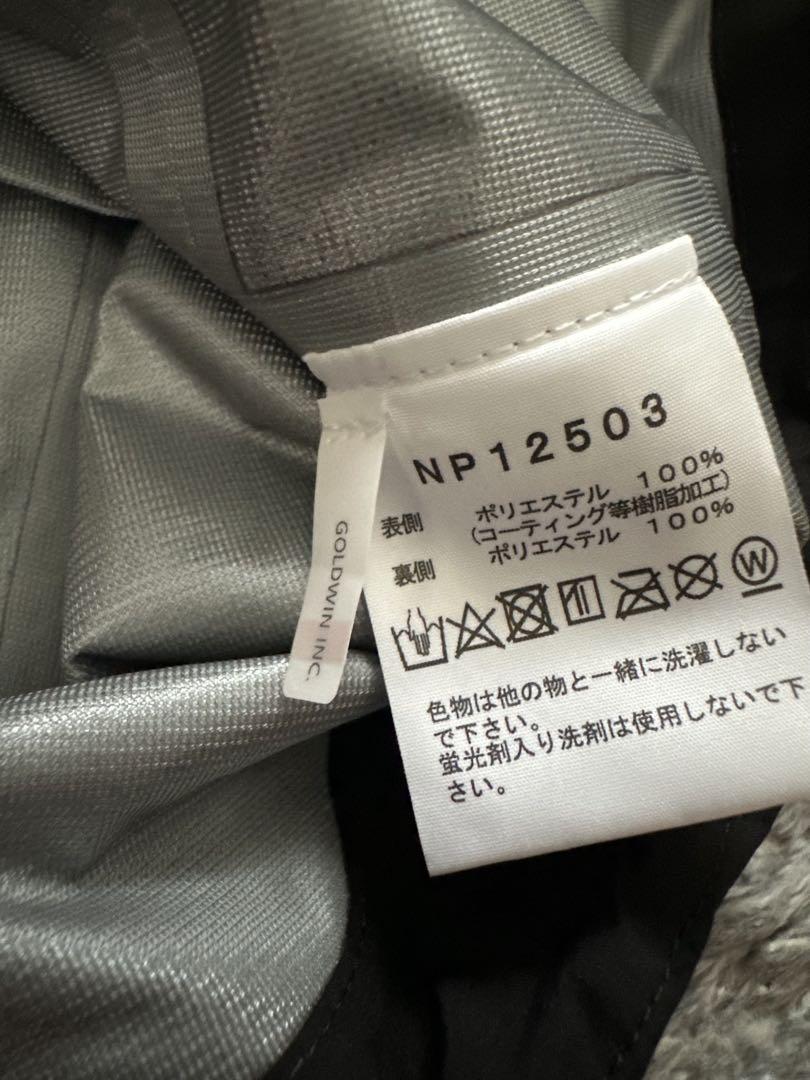 NP12503
表側 ポリエステル 100%
(コーティング等樹脂加工)
裏側 ポリエステル 100%
W
色物は他の物と一緒に洗濯しない
で下さい。
蛍光剤入り洗剤は使用しないで下
さい。
GOLDWIN INC.